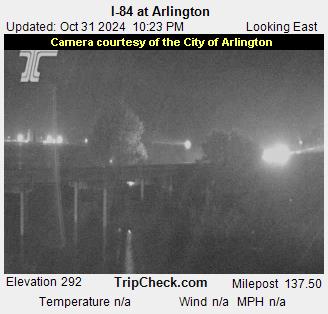 I-84 at Arlington
Updated: Oct 31 2024 10:23 PM Looking East
Camera courtesy of the City of Arlington
Elevation 292 TripCheck.com Milepost 137.50
Temperature n/a Wind n/a MPH n/a